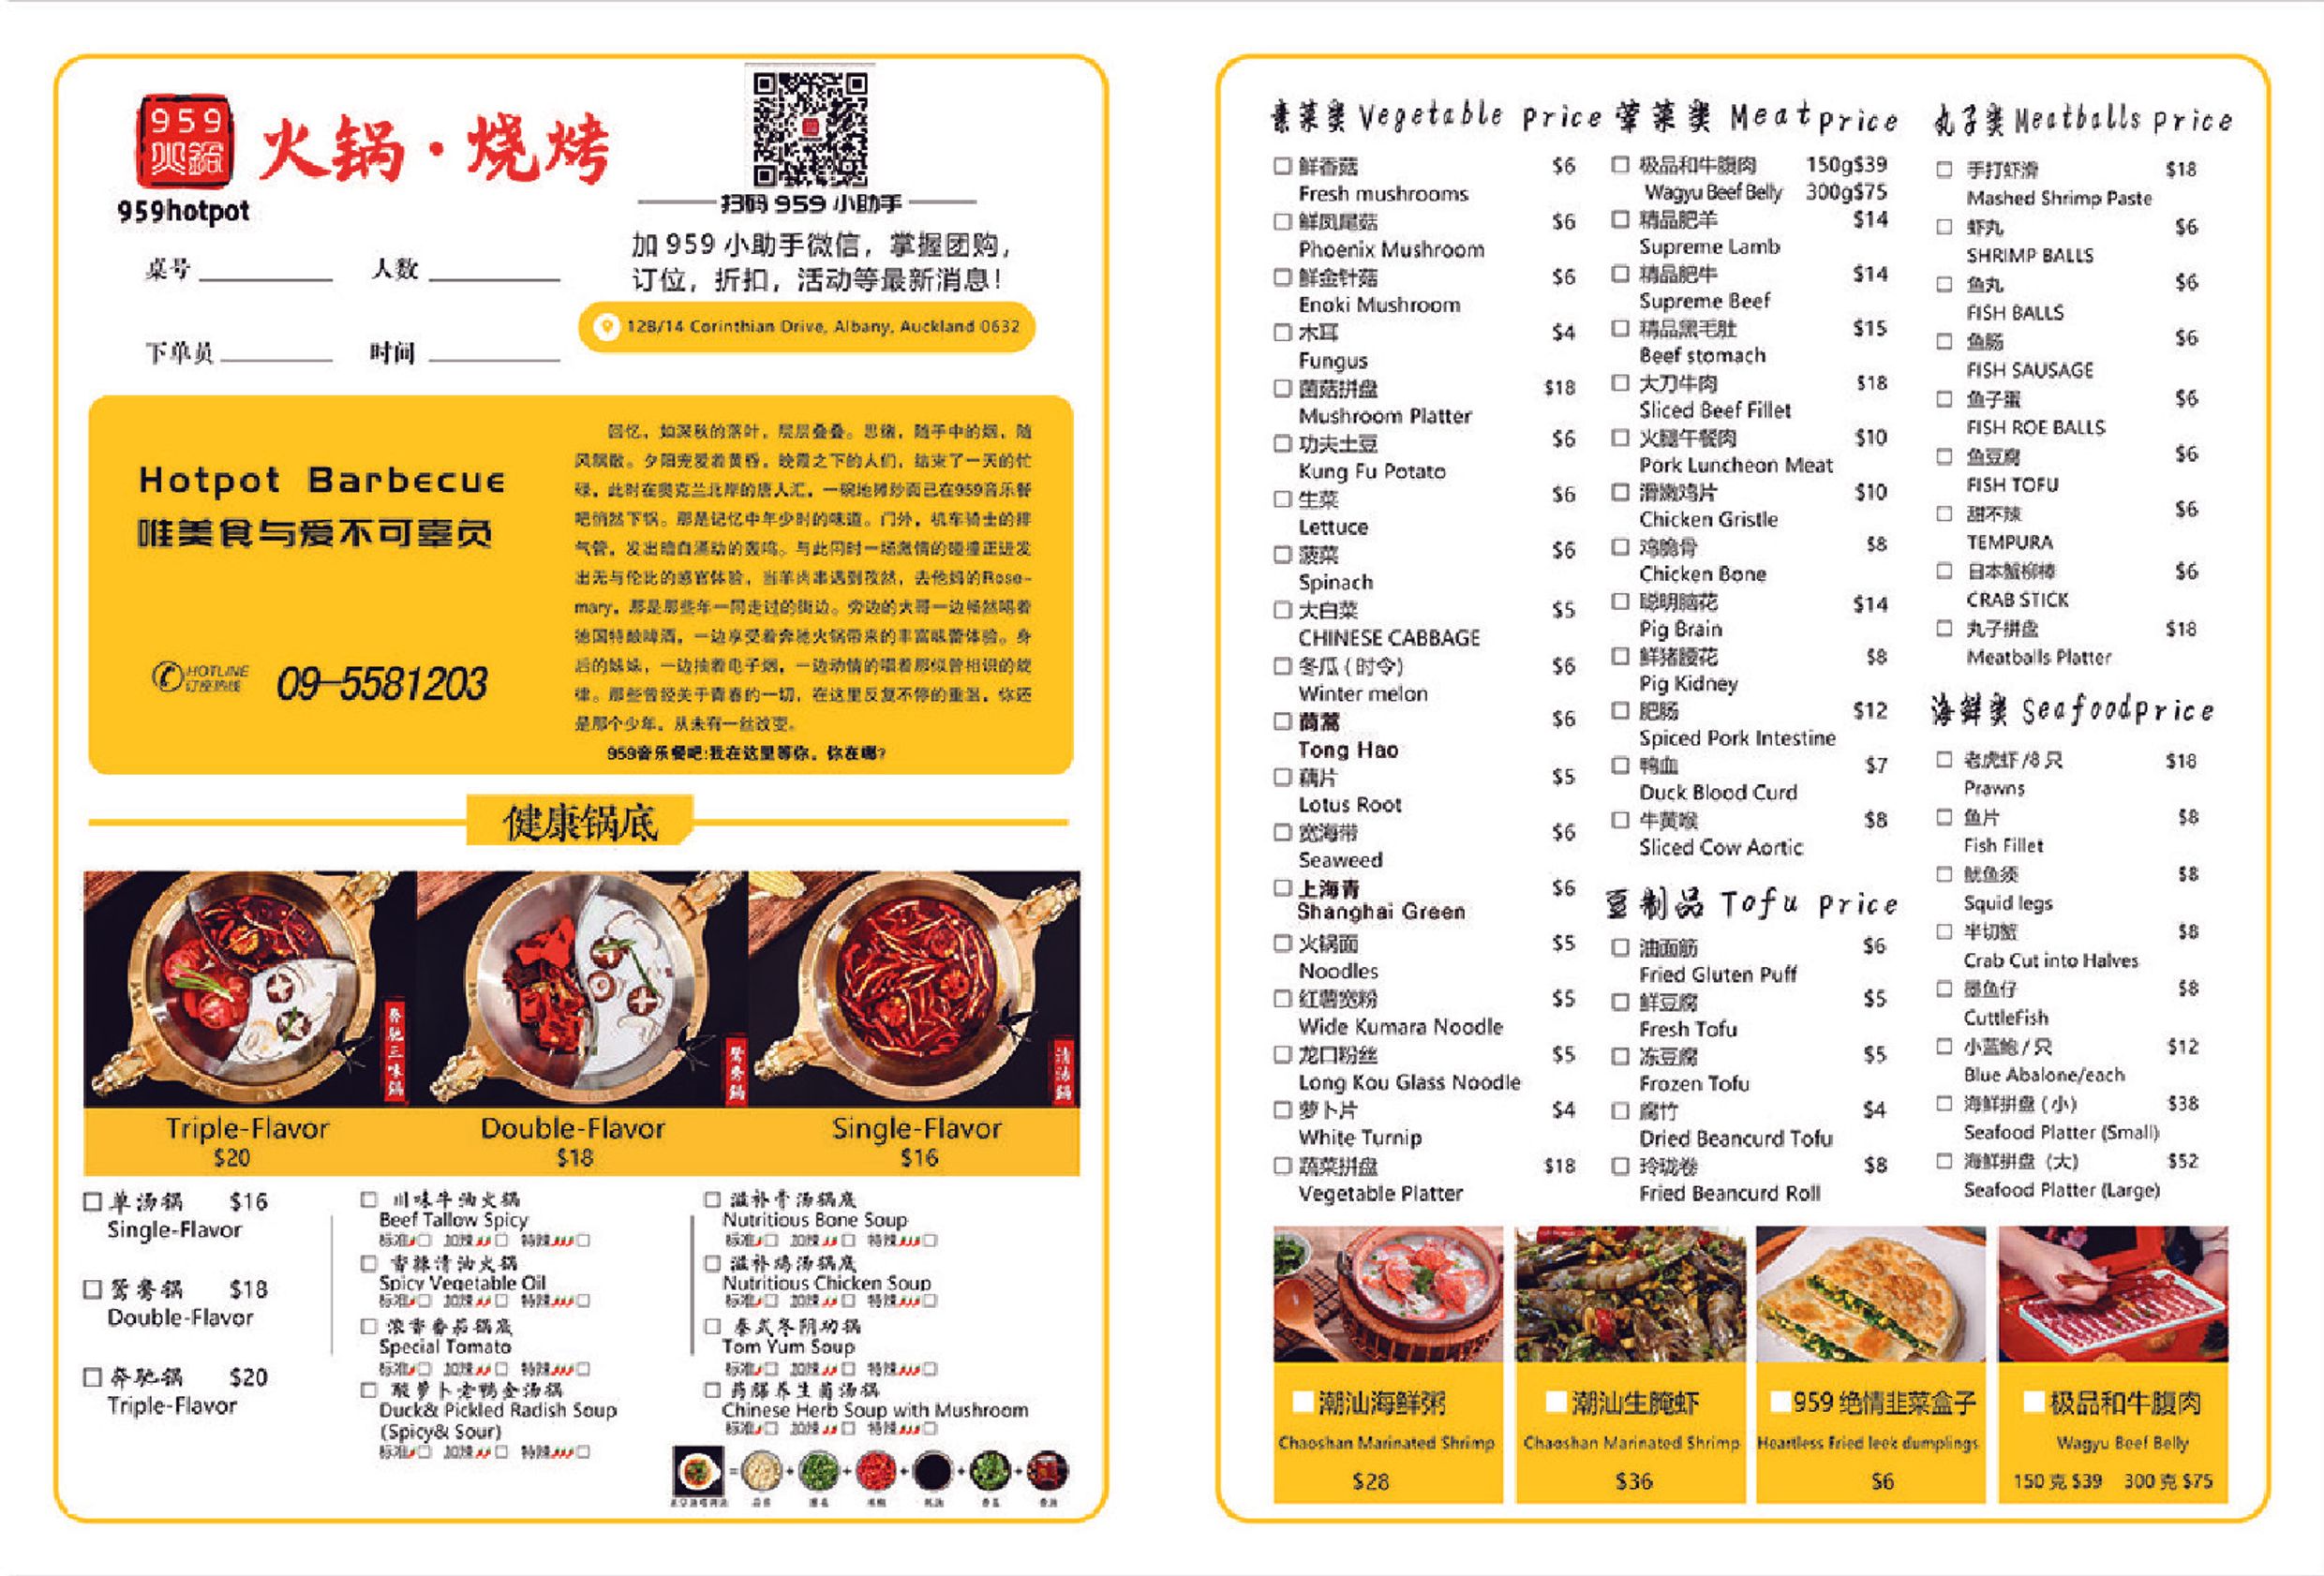 959
火鍋
火锅·烧烤
959hotpot
扫码 959 小助手
加 959 小助手微信，掌握团购，
订位，折扣，活动等最新消息！
桌号
人数
12B/14 Corinthian Drive, Albany, Auckland 0632
下单员
时间
Hotpot Barbecue
唯美食与爱不可辜负
HOTLINE
订座热线
09-5581203
回忆，如深秋的落叶，层层叠叠。思绪，随手中的烟，随
风飘散。夕阳宠爱着黄昏，晚霞之下的人们，结束了一天的忙
碌，此时在奥克兰北岸的唐人汇，一碗地摊炒面已在959音乐餐
吧悄然下锅。那是记忆中年少时的味道。门外，机车骑士的排
气管，发出暗自涌动的轰鸣。与此同时一场激情的碰撞正迸发
出无与伦比的感官体验，当羊肉串遇到孜然，去他妈的Rose-
mary，那是那些年一同走过的街边。旁边的大哥一边畅然喝着
德国特酿啤酒，一边享受着奔驰火锅带来的丰富味蕾体验。身
后的妹妹，一边抽着电子烟，一边动情的唱着那似曾相识的旋
律。那些曾经关于青春的一切，在这里反复不停的重温，你还
是那个少年，从未有一丝改变。
959音乐餐吧:我在这里等你，你在哪?
健康锅底
奔驰三味锅
鸳鸯锅
清油锅
Triple-Flavor
$20
Double-Flavor
$18
Single-Flavor
$16
单汤锅 $16
Single-Flavor
鸳鸯锅 $18
Double-Flavor
奔驰锅 $20
Triple-Flavor
川味牛油火锅
Beef Tallow Spicy
标准 加辣 特辣
香辣清油火锅
Spicy Vegetable Oil
标准 加辣 特辣
浓香番茄锅底
Special Tomato
标准 加辣 特辣
酸萝卜老鸭金汤锅
Duck& Pickled Radish Soup
(Spicy& Sour)
标准 加辣 特辣
滋补骨汤锅底
Nutritious Bone Soup
标准 加辣 特辣
滋补鸡汤锅底
Nutritious Chicken Soup
标准 加辣 特辣
泰式冬阴功锅
Tom Yum Soup
标准 加辣 特辣
药膳养生菌汤锅
Chinese Herb Soup with Mushroom
标准 加辣 特辣
素菜类 Vegetable Price
鲜香菇 $6
Fresh mushrooms
鲜凤尾菇 $6
Phoenix Mushroom
鲜金针菇 $6
Enoki Mushroom
木耳 $4
Fungus
菌菇拼盘 $18
Mushroom Platter
功夫土豆 $6
Kung Fu Potato
生菜 $6
Lettuce
菠菜 $6
Spinach
大白菜 $5
CHINESE CABBAGE
冬瓜（时令） $6
Winter melon
茼蒿 $6
Tong Hao
藕片 $5
Lotus Root
宽海带 $6
Seaweed
上海青 $6
Shanghai Green
火锅面 $5
Noodles
红薯宽粉 $5
Wide Kumara Noodle
龙口粉丝 $5
Long Kou Glass Noodle
萝卜片 $4
White Turnip
蔬菜拼盘 $18
Vegetable Platter
荤菜类 Meat Price
极品和牛腹肉 150g$39
Wagyu Beef Belly 300g$75
精品肥羊 $14
Supreme Lamb
精品肥牛 $14
Supreme Beef
精品黑毛肚 $15
Beef stomach
大刀牛肉 $18
Sliced Beef Fillet
火腿午餐肉 $10
Pork Luncheon Meat
滑嫩鸡片 $10
Chicken Gristle
鸡脆骨 $8
Chicken Bone
聪明脑花 $14
Pig Brain
鲜猪腰花 $8
Pig Kidney
肥肠 $12
Spiced Pork Intestine
鸭血 $7
Duck Blood Curd
牛黄喉 $8
Sliced Cow Aortic
豆制品 Tofu Price
油面筋 $6
Fried Gluten Puff
鲜豆腐 $5
Fresh Tofu
冻豆腐 $5
Frozen Tofu
腐竹 $4
Dried Beancurd Tofu
玲珑卷 $8
Fried Beancurd Roll
丸子类 Meatballs Price
手打虾滑 $18
Mashed Shrimp Paste
虾丸 $6
SHRIMP BALLS
鱼丸 $6
FISH BALLS
鱼肠 $6
FISH SAUSAGE
鱼子蛋 $6
FISH ROE BALLS
鱼豆腐 $6
FISH TOFU
甜不辣 $6
TEMPURA
日本蟹柳棒 $6
CRAB STICK
丸子拼盘 $18
Meatballs Platter
海鲜类 Seafood Price
老虎虾/8 只 $18
Prawns
鱼片 $8
Fish Fillet
鱿鱼须 $8
Squid legs
半切蟹 $8
Crab Cut into Halves
墨鱼仔 $8
CuttleFish
小蓝鲍 / 只 $12
Blue Abalone/each
海鲜拼盘（小） $38
Seafood Platter (Small)
海鲜拼盘（大） $52
Seafood Platter (Large)
潮汕海鲜粥
Chaoshan Marinated Shrimp
$28
潮汕生腌虾
Chaoshan Marinated Shrimp
$36
959 绝情韭菜盒子
Heartless Fried leek dumplings
$6
极品和牛腹肉
Wagyu Beef Belly
150 克 $39 300 克 $75